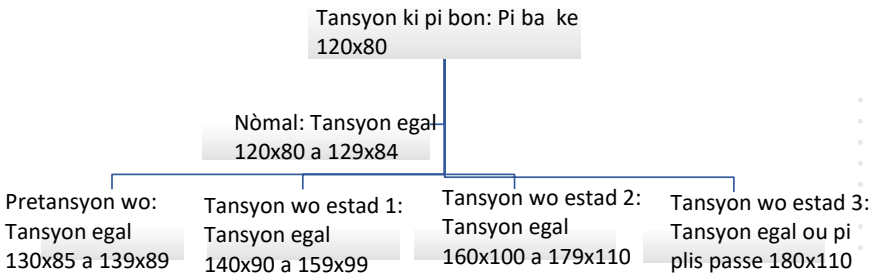 Tansyon ki pi bon: Pi ba ke
120x80
Nòmal: Tansyon egal
120x80 a 129x84
Pretansyon wo:
Tansyon egal
130x85 a 139x89
Tansyon wo estad 1:
Tansyon egal
140x90 a 159x99
Tansyon wo estad 2:
Tansyon egal
160x100 a 179x110
Tansyon wo estad 3:
Tansyon egal ou pi
plis passe 180x110